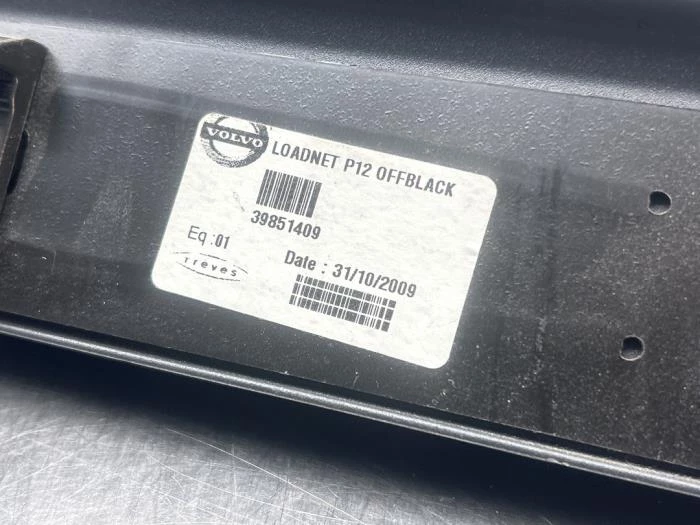 VOLVO
LOADNET P12 OFFBLACK
39851409
Eq :01
Date : 31/10/2009
Treves